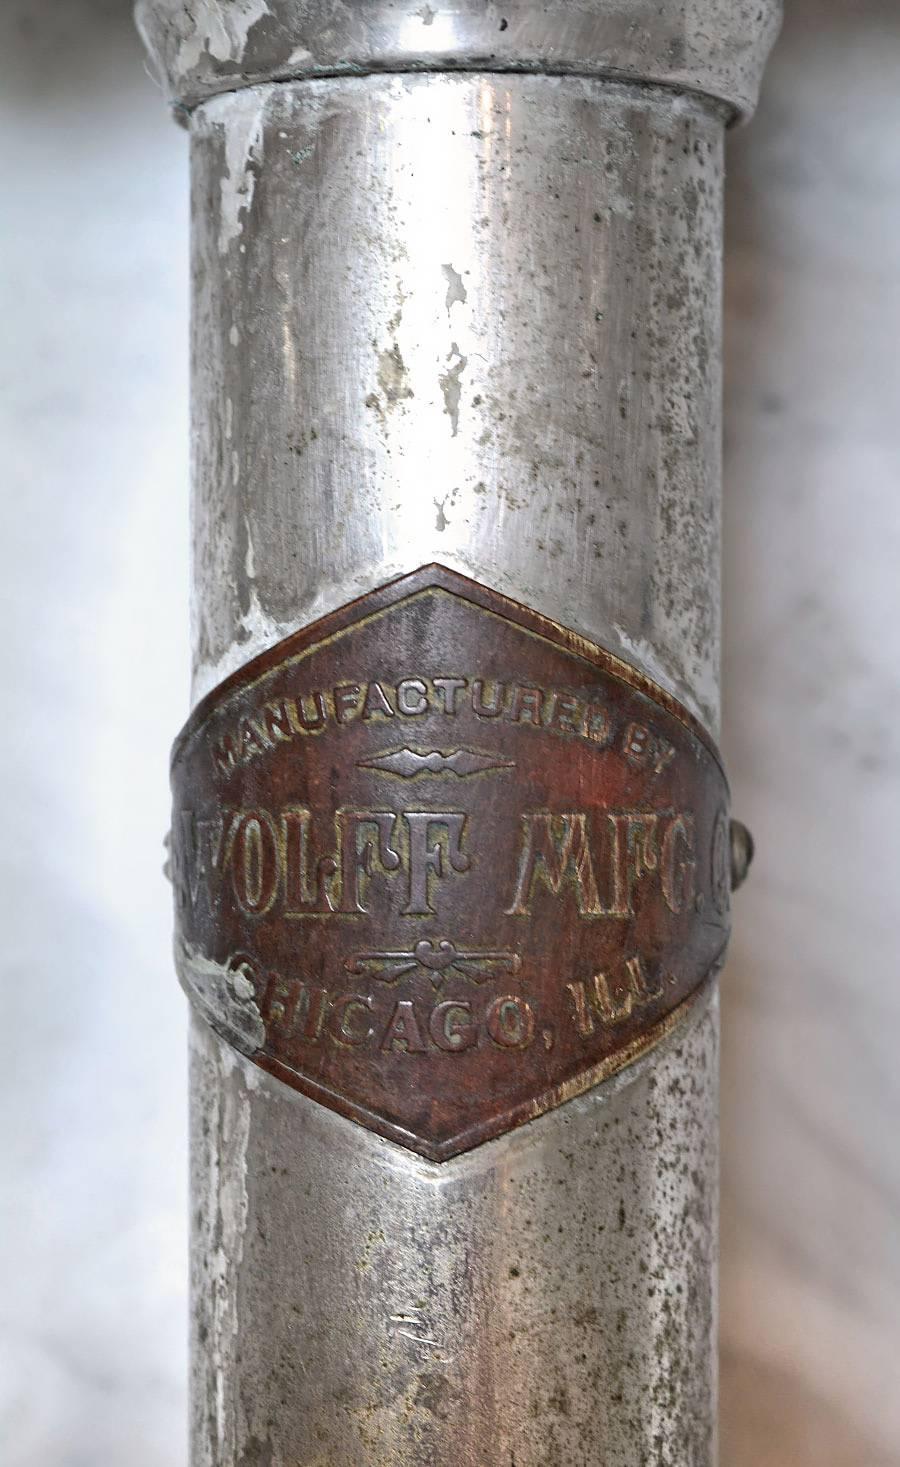 MANUFACTURED BY
WOLFF MFG. C
CHICAGO, ILL.